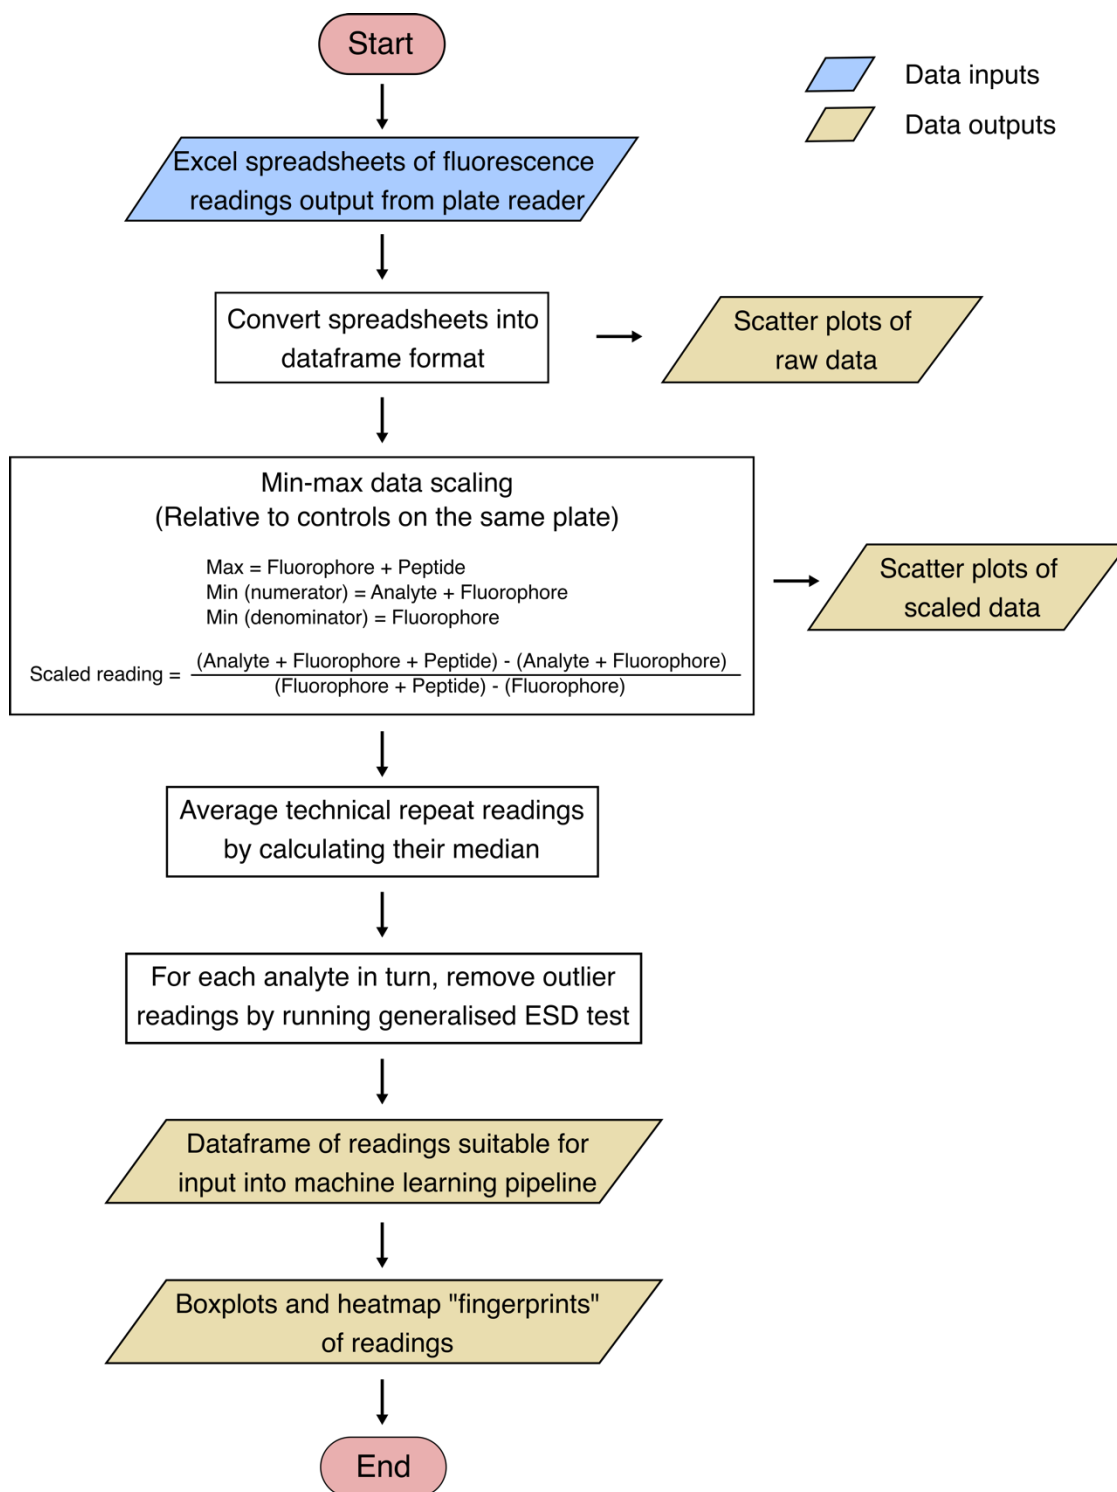 Start
Data inputs
Data outputs
Excel spreadsheets of fluorescence
readings output from plate reader
Convert spreadsheets into
dataframe format
Scatter plots of
raw data
Min-max data scaling
(Relative to controls on the same plate)
Max = Fluorophore + Peptide
Min (numerator) = Analyte + Fluorophore
Min (denominator) = Fluorophore
Scaled reading = (Analyte + Fluorophore + Peptide) - (Analyte + Fluorophore)
(Fluorophore + Peptide) - (Fluorophore)
Scatter plots of
scaled data
Average technical repeat readings
by calculating their median
For each analyte in turn, remove outlier
readings by running generalised ESD test
Dataframe of readings suitable for
input into machine learning pipeline
Boxplots and heatmap "fingerprints"
of readings
End